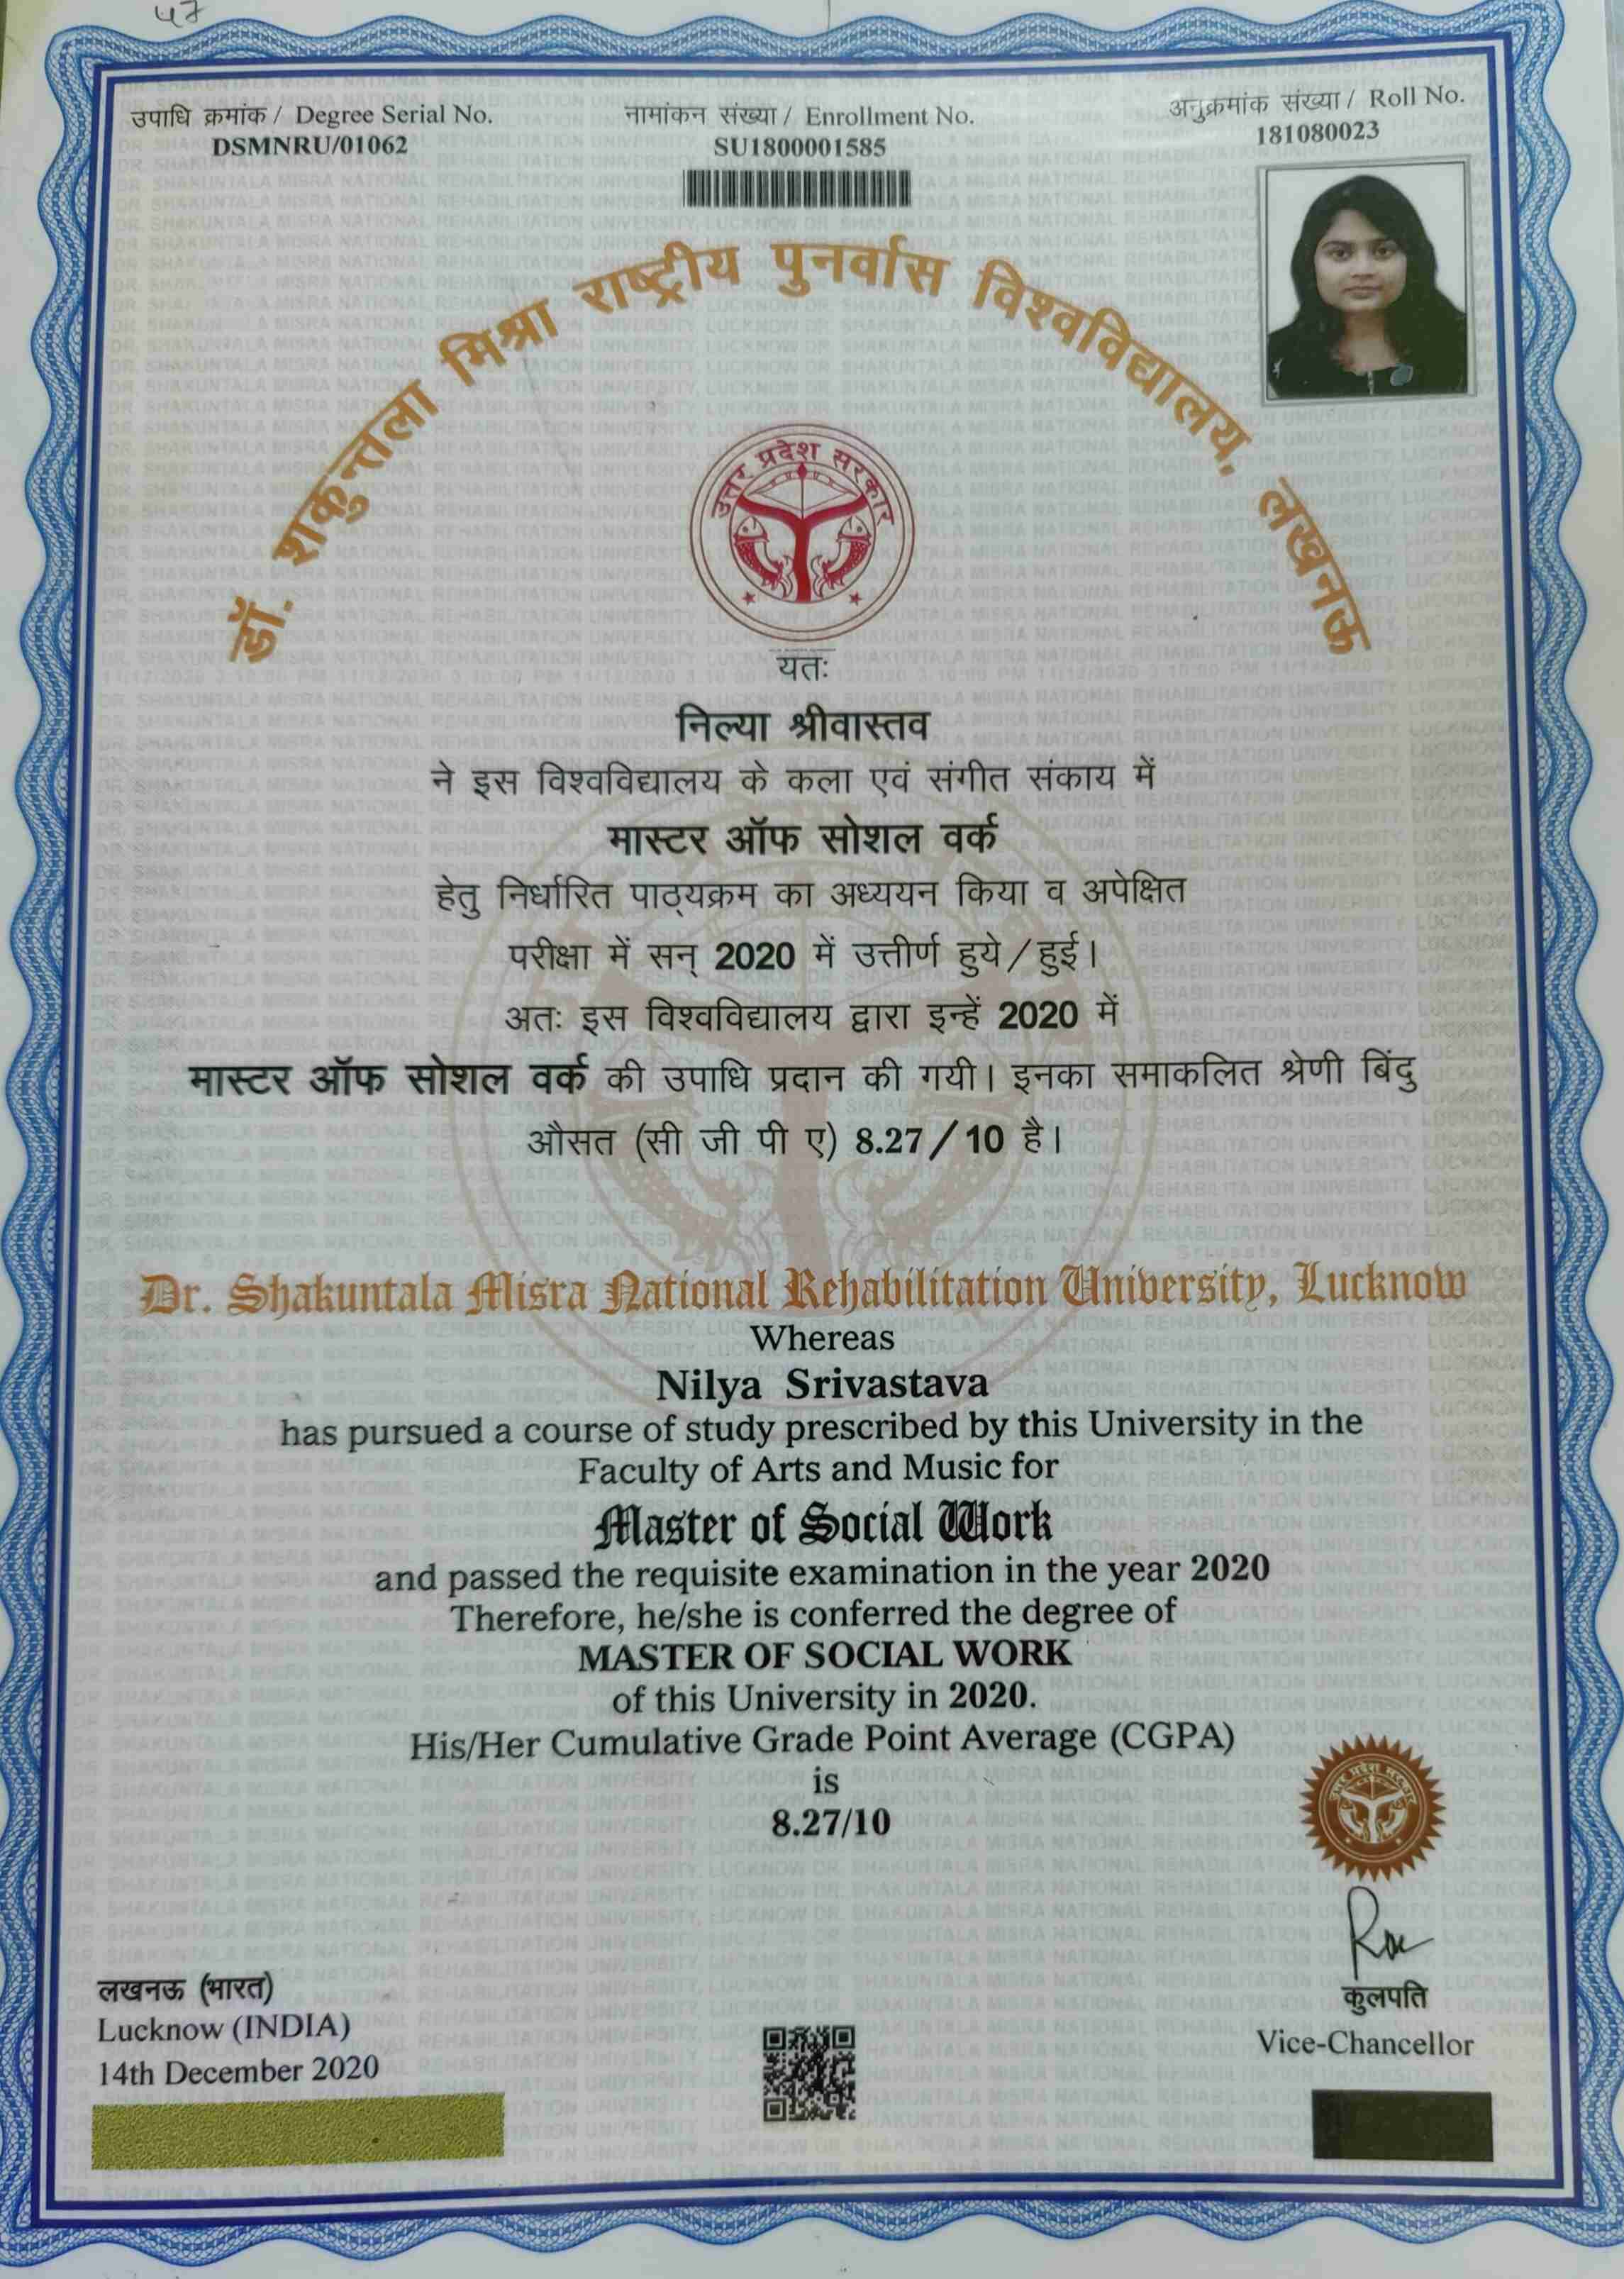 47
उपाधि क्रमांक / Degree Serial No.
DSMNRU/01062
नामांकन संख्या / Enrollment No.
SU1800001585
अनुक्रमांक संख्या / Roll No.
181080023
डॉ. शकुन्तला मिश्रा राष्ट्रीय पुनर्वास विश्वविद्यालय, लखनऊ
उत्तर प्रदेश सरकार
यतः
निल्या श्रीवास्तव
ने इस विश्वविद्यालय के कला एवं संगीत संकाय में
मास्टर ऑफ सोशल वर्क
हेतु निर्धारित पाठ्यक्रम का अध्ययन किया व अपेक्षित
परीक्षा में सन् 2020 में उत्तीर्ण हुये / हुई।
अतः इस विश्वविद्यालय द्वारा इन्हें 2020 में
मास्टर ऑफ सोशल वर्क की उपाधि प्रदान की गयी। इनका समाकलित श्रेणी बिंदु
औसत (सी जी पी ए) 8.27 / 10 है।
Dr. Shakuntala Misra National Rehabilitation University, Lucknow
Whereas
Nilya Srivastava
has pursued a course of study prescribed by this University in the
Faculty of Arts and Music for
Master of Social Work
and passed the requisite examination in the year 2020
Therefore, he/she is conferred the degree of
MASTER OF SOCIAL WORK
of this University in 2020.
His/Her Cumulative Grade Point Average (CGPA)
is
8.27/10
लखनऊ (भारत)
Lucknow (INDIA)
14th December 2020
कुलपति
Vice-Chancellor